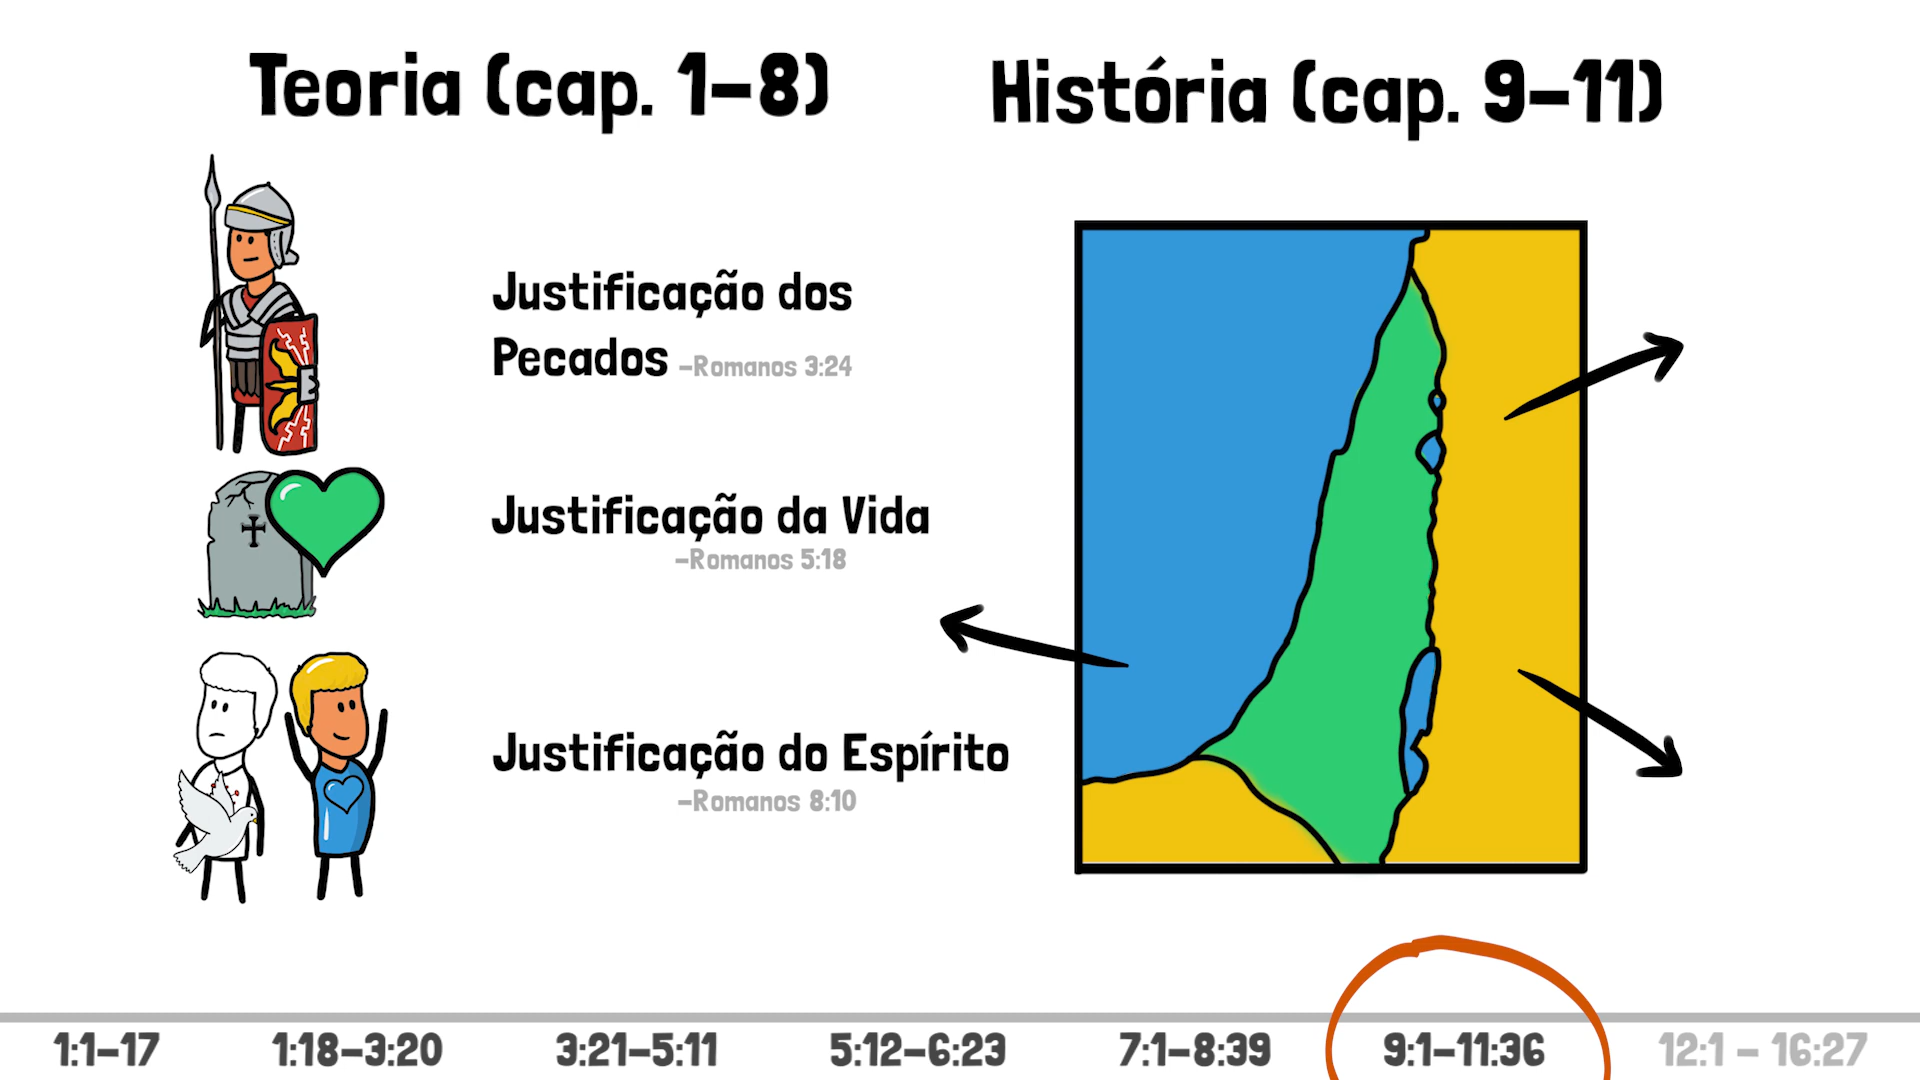 Teoria (cap. 1–8)
História (cap. 9–11)
Justificação dos
Pecados –Romanos 3:24
Justificação da Vida
–Romanos 5:18
Justificação do Espírito
–Romanos 8:10
1:1–17 1:18–3:20 3:21–5:11 5:12–6:23 7:1–8:39 9:1–11:36 12:1 – 16:27